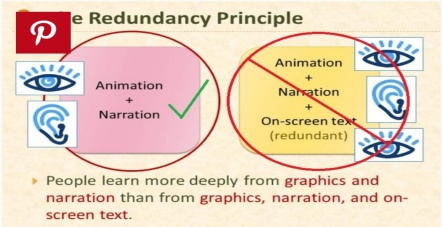 Redundancy Principle
Animation
+
Narration
Animation
+
Narration
+
On-screen text
(redundant)
People learn more deeply from graphics and
narration than from graphics, narration, and on-
screen text.